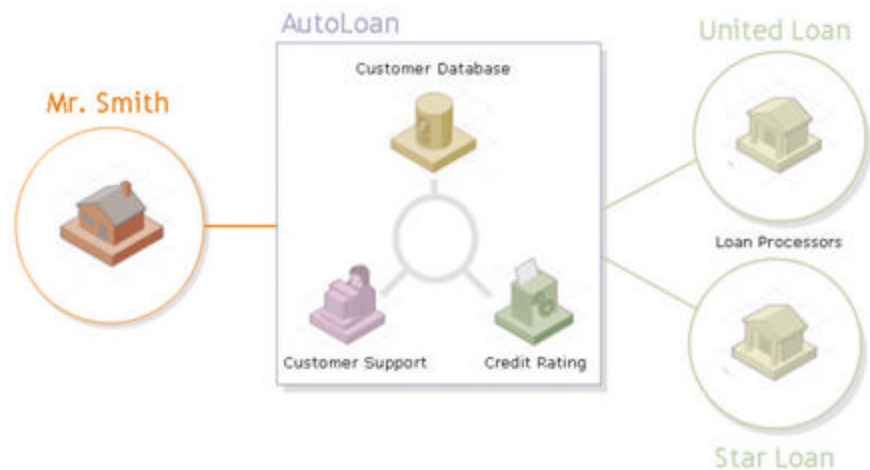 AutoLoan
United Loan
Customer Database
Mr. Smith
Loan Processors
Customer Support
Credit Rating
Star Loan